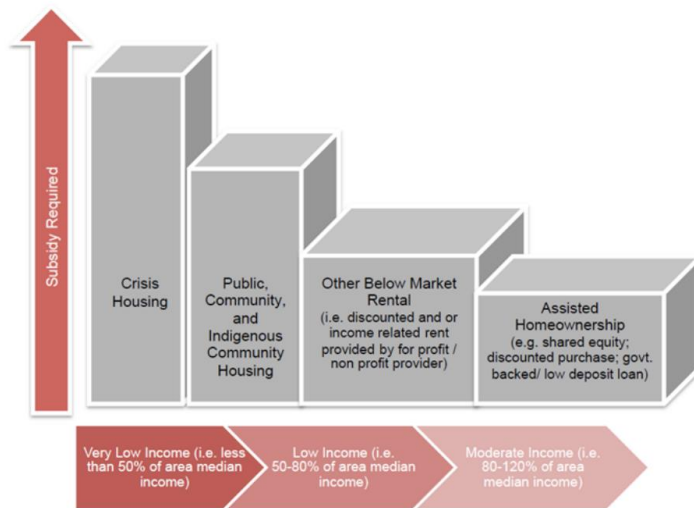 Subsidy Required
Crisis
Housing
Public,
Community,
and
Indigenous
Community
Housing
Other Below Market
Rental
(i.e. discounted and or
income related rent
provided by for profit /
non profit provider)
Assisted
Homeownership
(e.g. shared equity;
discounted purchase; govt.
backed/ low deposit loan)
Very Low Income (i.e. less
than 50% of area median
income)
Low Income (i.e.
50-80% of area median
income)
Moderate Income (i.e.
80-120% of area
median income)